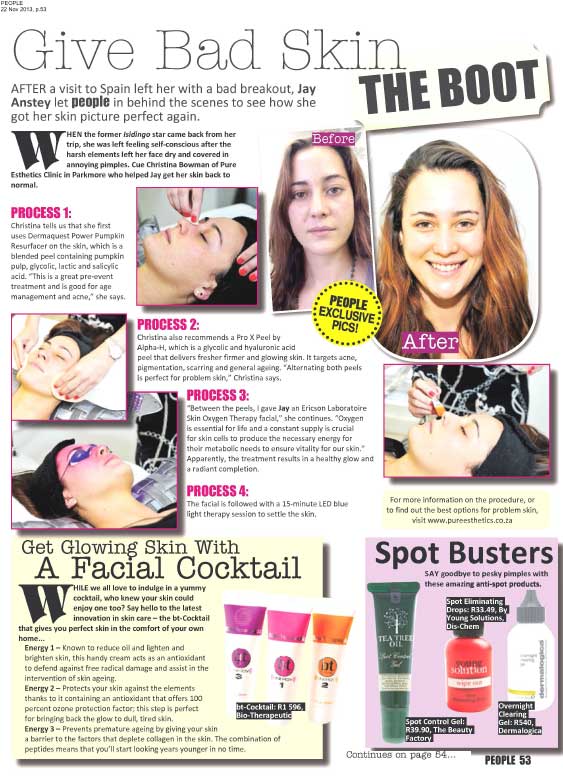 PEOPLE
22 Nov 2013, p.53
Give Bad Skin
THE BOOT
AFTER a visit to Spain left her with a bad breakout, Jay
Anstey let people in behind the scenes to see how she
got her skin picture perfect again.
WHEN the former Isidingo star came back from her
trip, she was left feeling self-conscious after the
harsh elements left her face dry and covered in
annoying pimples. Cue Christina Bowman of Pure
Esthetics Clinic in Parkmore who helped Jay get her skin back to
normal.
Before
After
PEOPLE
EXCLUSIVE
PICS!
PROCESS 1:
Christina tells us that she first
uses Dermaquest Power Pumpkin
Resurfacer on the skin, which is a
blended peel containing pumpkin
pulp, glycolic, lactic and salicylic
acid. "This is a great pre-event
treatment and is good for age
management and acne," she says.
PROCESS 2:
Christina also recommends a Pro X Peel by
Alpha-H, which is a glycolic and hyaluronic acid
peel that delivers fresher firmer and glowing skin. It targets acne,
pigmentation, scarring and general ageing. "Alternating both peels
is perfect for problem skin," Christina says.
PROCESS 3:
"Between the peels, I gave Jay an Ericson Laboratoire
Skin Oxygen Therapy facial," she continues. "Oxygen
is essential for life and a constant supply is crucial
for skin cells to produce the necessary energy for
their metabolic needs to ensure vitality for our skin."
Apparently, the treatment results in a healthy glow and
a radiant completion.
PROCESS 4:
The facial is followed with a 15-minute LED blue
light therapy session to settle the skin.
For more information on the procedure, or
to find out the best options for problem skin,
visit www.pureesthetics.co.za
Get Glowing Skin With
A Facial Cocktail
WHILE we all love to indulge in a yummy
cocktail, who knew your skin could
enjoy one too? Say hello to the latest
innovation in skin care – the bt-Cocktail
that gives you perfect skin in the comfort of your own
home...
Energy 1 – Known to reduce oil and lighten and
brighten skin, this handy cream acts as an antioxidant
to defend against free radical damage and assist in the
intervention of skin ageing.
Energy 2 – Protects your skin against the elements
thanks to it containing an antioxidant that offers 100
percent ozone protection factor; this step is perfect
for bringing back the glow to dull, tired skin.
Energy 3 – Prevents premature ageing by giving your skin
a barrier to the factors that deplete collagen in the skin. The combination of
peptides means that you'll start looking years younger in no time.
bt
3
bt
1
bt
2
bt-Cocktail: R1 596,
Bio-Therapeutic
Spot Busters
SAY goodbye to pesky pimples with
these amazing anti-spot products.
Spot Eliminating
Drops: R33.49, By
Young Solutions,
Dis-Chem
TEA TREE
OIL
Spot Control
Gel
young
solution
wipe out
dermalogica
Spot Control Gel:
R39.90, The Beauty
Factory
Overnight
Clearing
Gel: R540,
Dermalogica
Continues on page 54...
PEOPLE 53